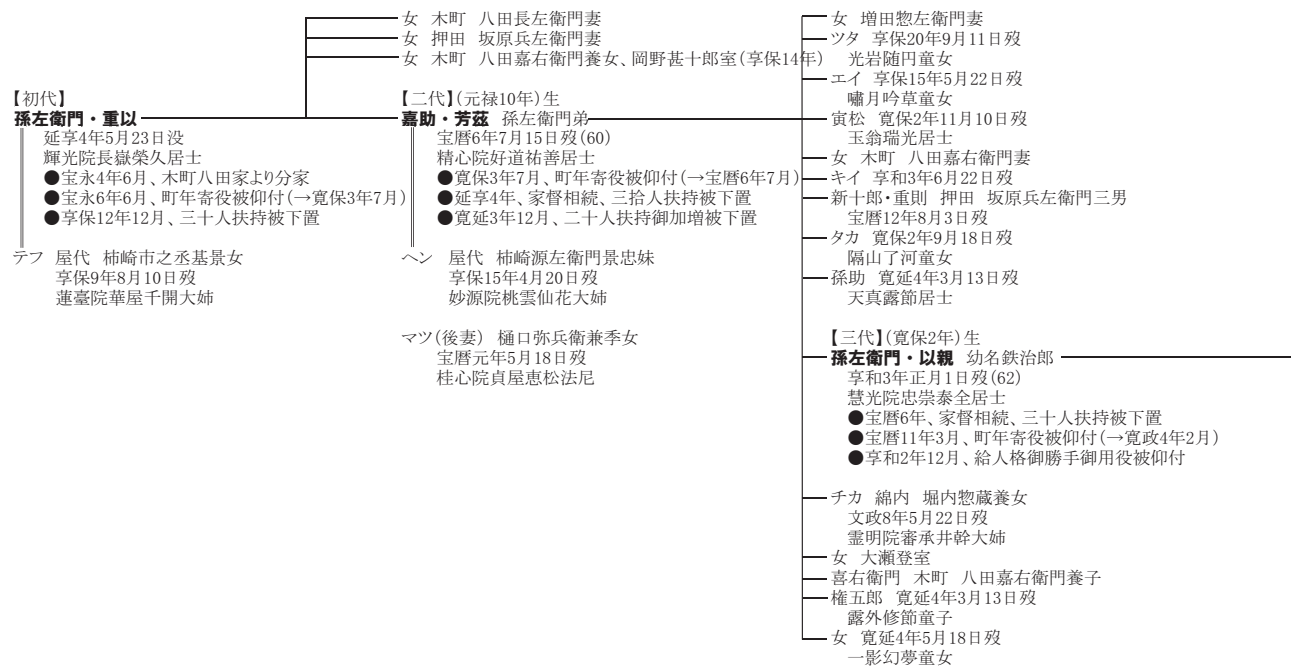 【初代】
孫左衛門・重以
延享4年5月23日没
輝光院長嶽榮久居士
●宝永4年6月、木町八田家より分家
●宝永6年6月、町年寄役被仰付(→寛保3年7月)
●享保12年12月、三十人扶持被下置
テフ 屋代 柿崎市之丞基景女
享保9年8月10日歿
蓮臺院華屋千開大姉
女 木町 八田長左衛門妻
女 押田 坂原兵左衛門妻
女 木町 八田嘉右衛門養女、岡野甚十郎室(享保14年)
【二代】(元禄10年)生
嘉助・芳茲 孫左衛門弟
宝暦6年7月15日歿(60)
精心院好道祐善居士
●寛保3年7月、町年寄役被仰付(→宝暦6年7月)
●延享4年、家督相続、三拾人扶持被下置
●寛延3年12月、二十人扶持御加増被下置
ヘン 屋代 柿崎源左衛門景忠妹
享保15年4月20日歿
妙源院桃雲仙花大姉
マツ(後妻) 樋口弥兵衛兼季女
宝暦元年5月18日歿
桂心院貞屋恵松法尼
女 増田惣左衛門妻
ツタ 享保20年9月11日歿
光岩随円童女
エイ 享保15年5月22日歿
嘯月吟草童女
寅松 寛保2年11月10日歿
玉翁瑞光居士
女 木町 八田嘉右衛門妻
キイ 享和3年6月22日歿
新十郎・重則 押田 坂原兵左衛門三男
宝暦12年8月3日歿
タカ 寛保2年9月18日歿
隔山了河童女
孫助 寛延4年3月13日歿
天真露節居士
【三代】(寛保2年)生
孫左衛門・以親 幼名鉄治郎
享和3年正月1日歿(62)
慧光院忠崇泰全居士
●宝暦6年、家督相続、三十人扶持被下置
●宝暦11年3月、町年寄役被仰付(→寛政4年2月)
●享和2年12月、給人格御勝手御用役被仰付
チカ 綿内 堀内惣蔵養女
文政8年5月22日歿
霊明院審承井幹大姉
女 大瀬登室
喜右衛門 木町 八田嘉右衛門養子
権五郎 寛延4年3月13日歿
露外修節童子
女 寛延4年5月18日歿
一影幻夢童女